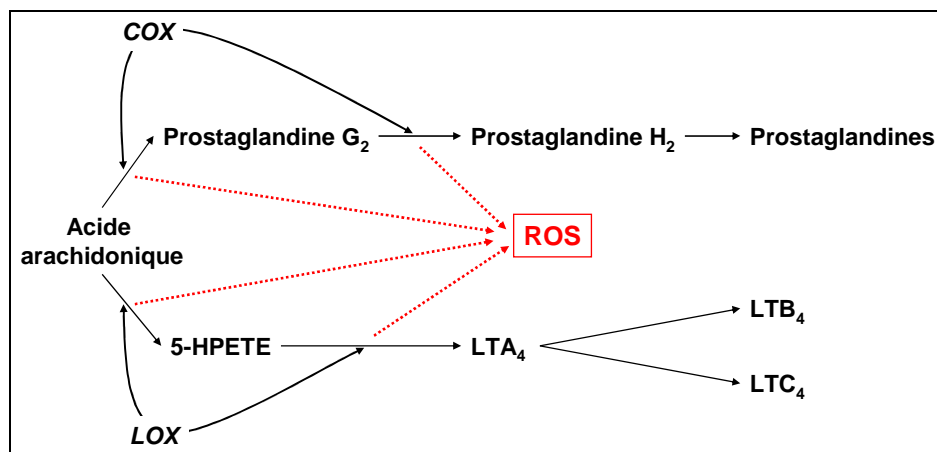 COX
Prostaglandine G₂
Prostaglandine H₂
Prostaglandines
Acide
arachidonique
ROS
LTB₄
5-HPETE
LTA₄
LTC₄
LOX